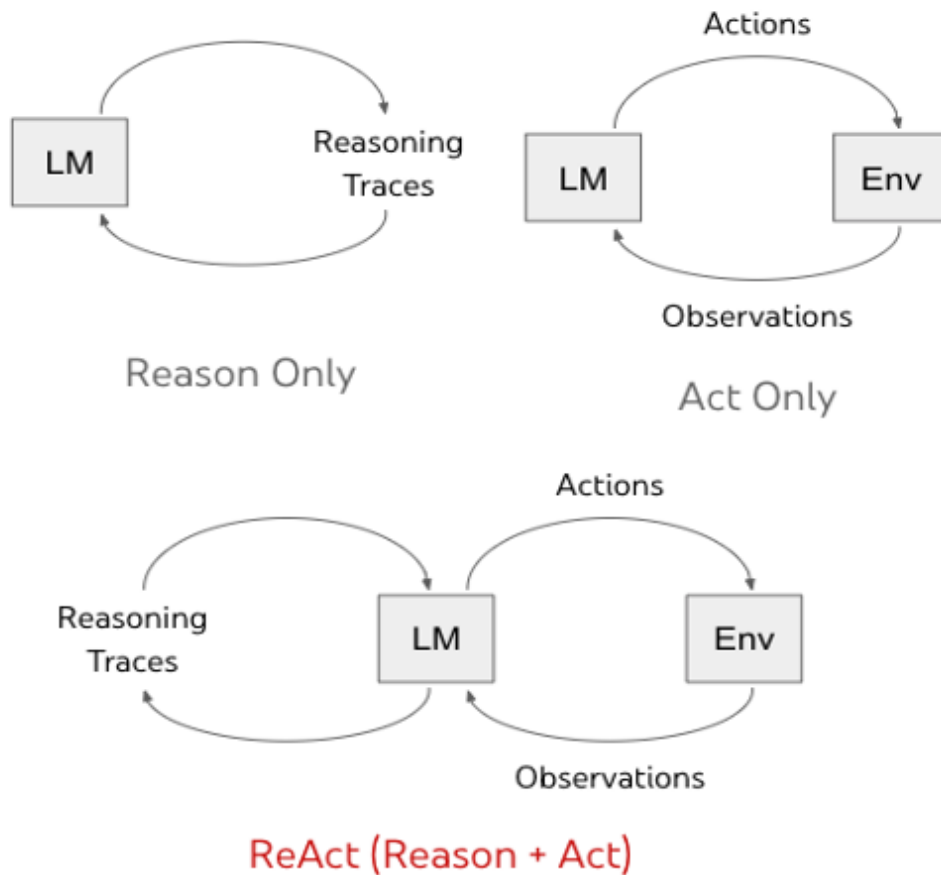 LM
Reasoning
Traces
Reason Only
Actions
LM
Env
Observations
Act Only
Actions
Reasoning
Traces
LM
Env
Observations
ReAct (Reason + Act)